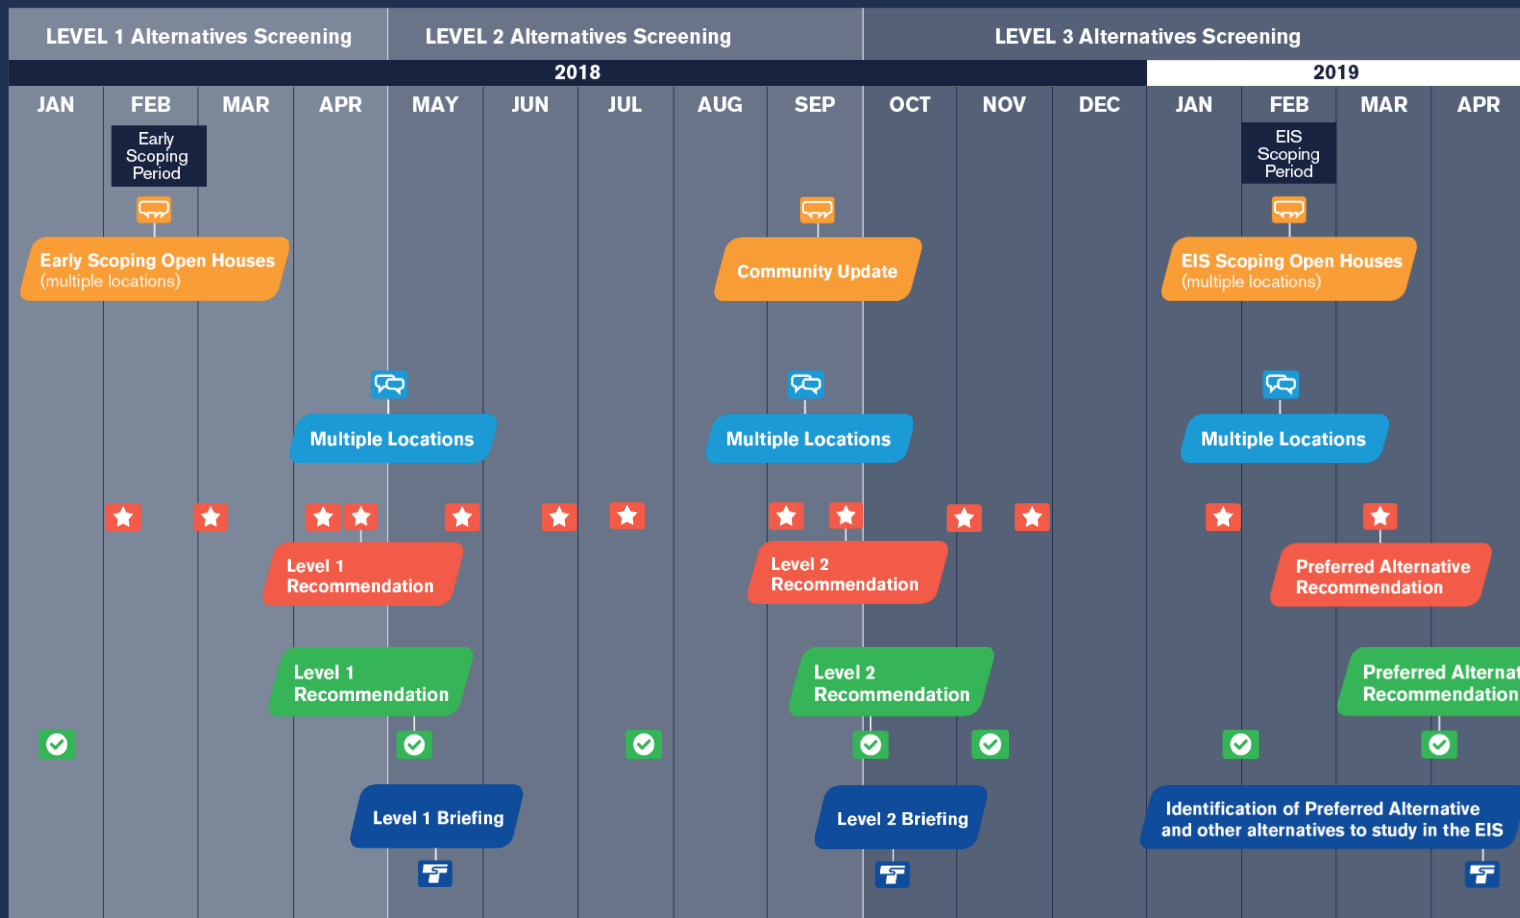 LEVEL 1 Alternatives Screening
LEVEL 2 Alternatives Screening
LEVEL 3 Alternatives Screening
2018
2019
JAN
FEB
MAR
APR
MAY
JUN
JUL
AUG
SEP
OCT
NOV
DEC
JAN
FEB
MAR
APR
Early
Scoping
Period
EIS
Scoping
Period
Early Scoping Open Houses
(multiple locations)
Community Update
EIS Scoping Open Houses
(multiple locations)
Multiple Locations
Multiple Locations
Multiple Locations
Level 1
Recommendation
Level 2
Recommendation
Preferred Alternative
Recommendation
Level 1
Recommendation
Level 2
Recommendation
Preferred Alternat
Recommendation
Level 1 Briefing
Level 2 Briefing
Identification of Preferred Alternative
and other alternatives to study in the EIS